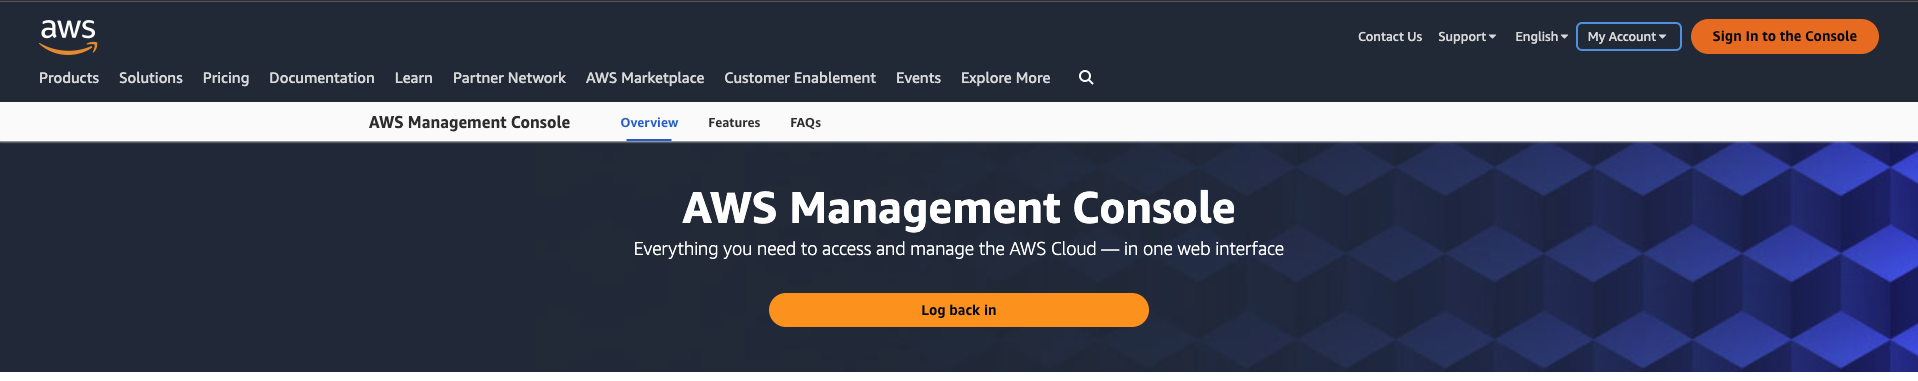 aws
Contact Us Support English My Account Sign In to the Console
Products Solutions Pricing Documentation Learn Partner Network AWS Marketplace Customer Enablement Events Explore More
AWS Management Console Overview Features FAQs
AWS Management Console
Everything you need to access and manage the AWS Cloud — in one web interface
Log back in